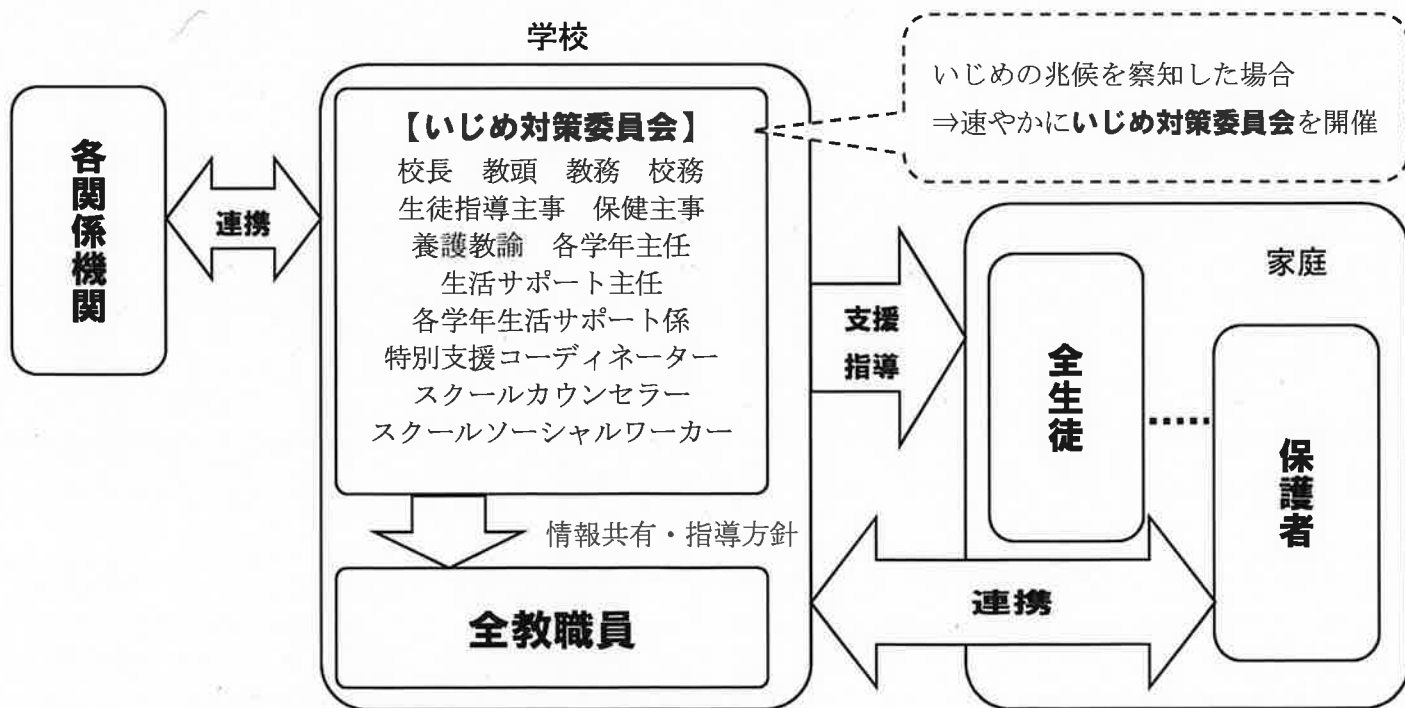 学校
いじめの兆候を察知した場合
⇒速やかにいじめ対策委員会を開催
各関係機関
連携
【いじめ対策委員会】
校長　教頭　教務　校務
生徒指導主事　保健主事
養護教諭　各学年主任
生活サポート主任
各学年生活サポート係
特別支援コーディネーター
スクールカウンセラー
スクールソーシャルワーカー
情報共有・指導方針
全教職員
支援
指導
家庭
全生徒
保護者
連携